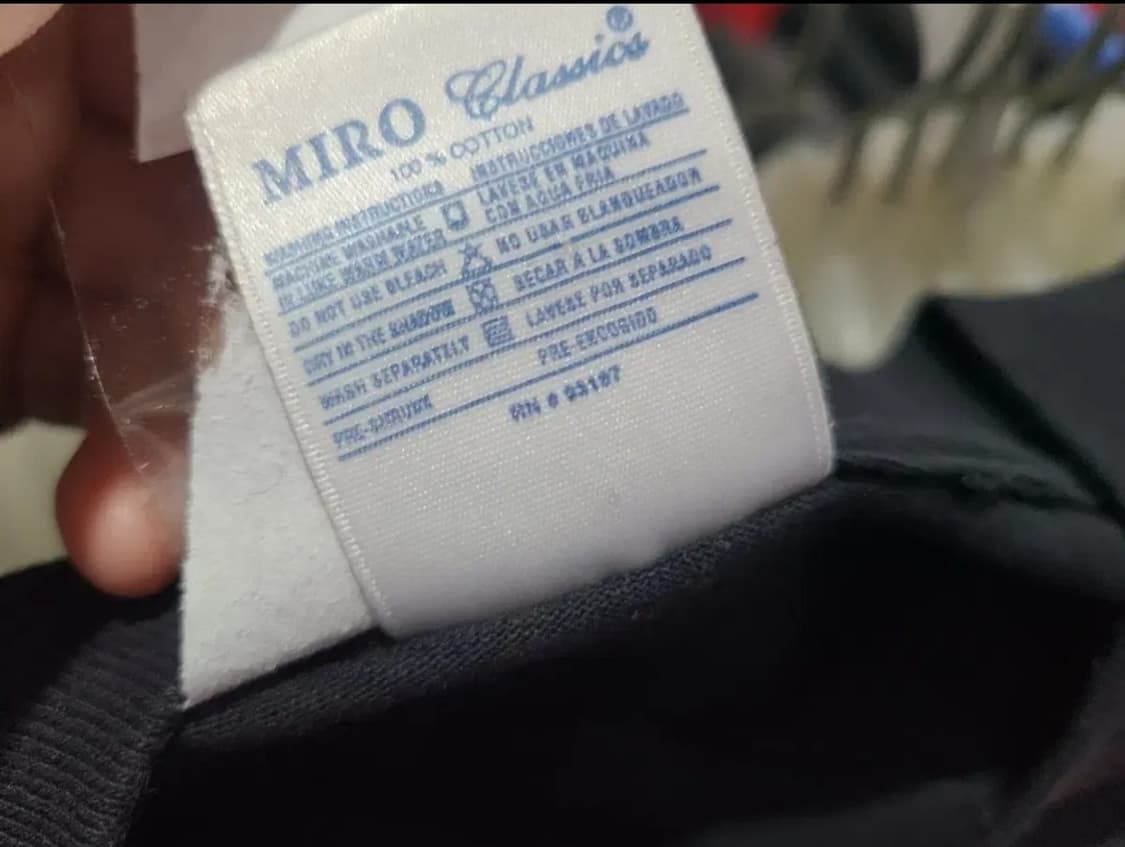 MIRO Classics®
100 % COTTON
WASHING INSTRUCTIONS INSTRUCCIONES DE LAVADO
MACHINE WASHABLE LAVESE EN MAQUINA
IN LUKE WARM WATER CON AGUA FRIA
DO NOT USE BLEACH NO USAR BLANQUEADOR
DRY IN THE SHADOW SECAR A LA SOMBRA
WASH SEPARATELY LAVESE POR SEPARADO
PRE-SHRUNK PRE-ENCOGIDO
RN # 93187